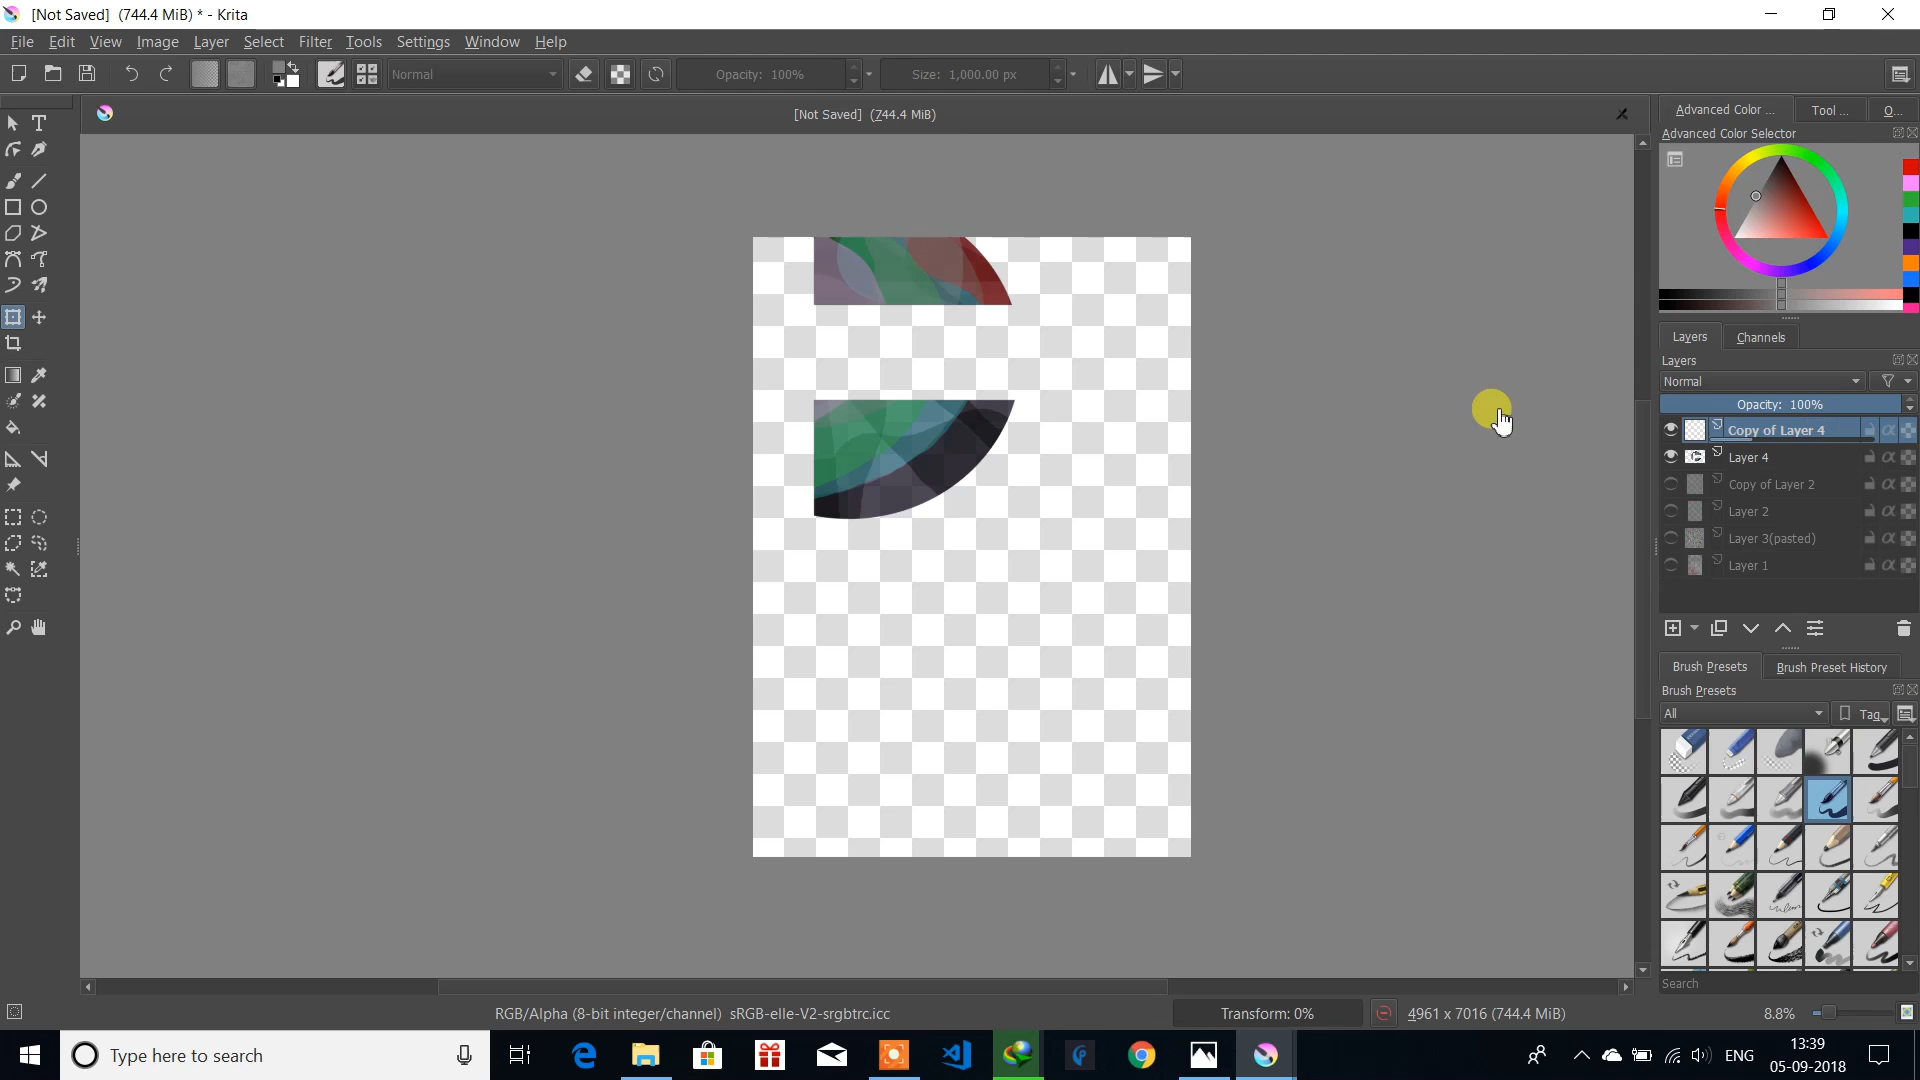 [Not Saved]  (744.4 MiB) * - Krita
File Edit View Image Layer Select Filter Tools Settings Window Help
Normal
Opacity: 100%
Size: 1,000.00 px
[Not Saved]  (744.4 MiB)
Advanced Color ...
Tool ...
O...
Advanced Color Selector
Layers
Channels
Layers
Normal
Opacity: 100%
Copy of Layer 4
Layer 4
Copy of Layer 2
Layer 2
Layer 3(pasted)
Layer 1
Brush Presets
Brush Preset History
Brush Presets
All
Tag
Search
RGB/Alpha (8-bit integer/channel)  sRGB-elle-V2-srgbtrc.icc
Transform: 0%
4961 x 7016 (744.4 MiB)
8.8%
Type here to search
ENG
13:39
05-09-2018